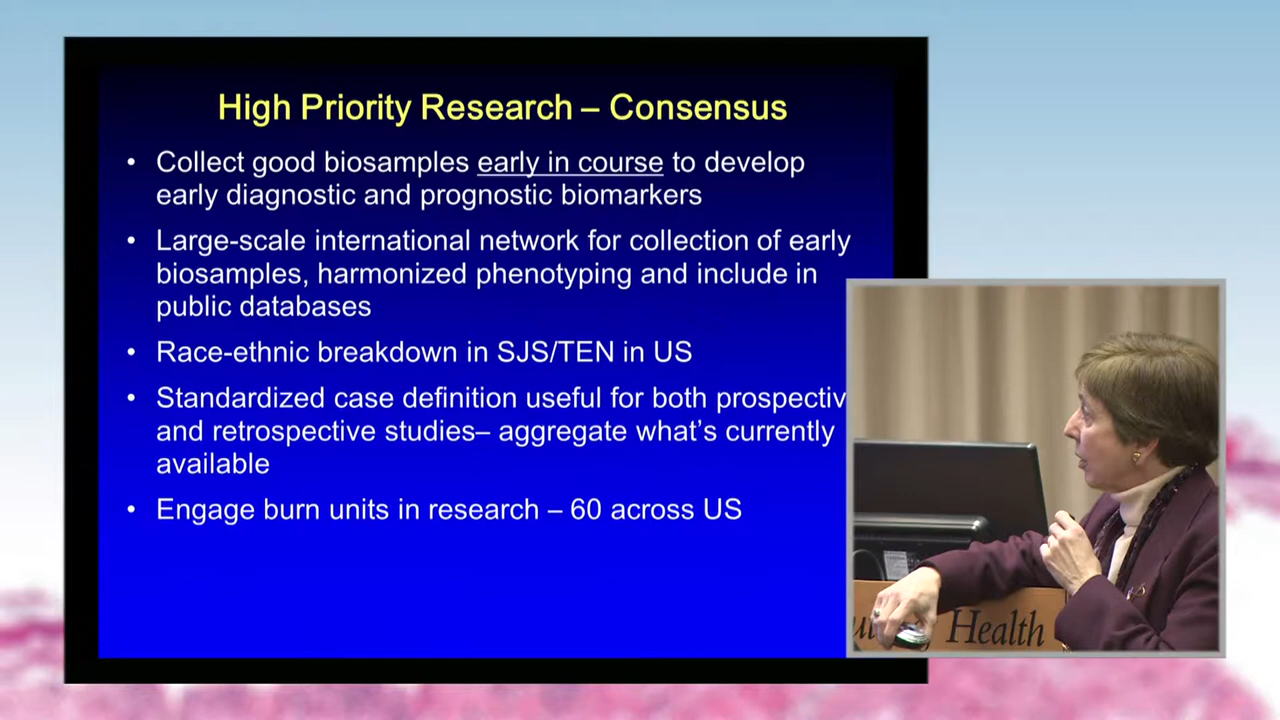 High Priority Research – Consensus
• Collect good biosamples early in course to develop
early diagnostic and prognostic biomarkers
• Large-scale international network for collection of early
biosamples, harmonized phenotyping and include in
public databases
• Race-ethnic breakdown in SJS/TEN in US
• Standardized case definition useful for both prospectiv
and retrospective studies– aggregate what's currently
available
• Engage burn units in research – 60 across US
Health